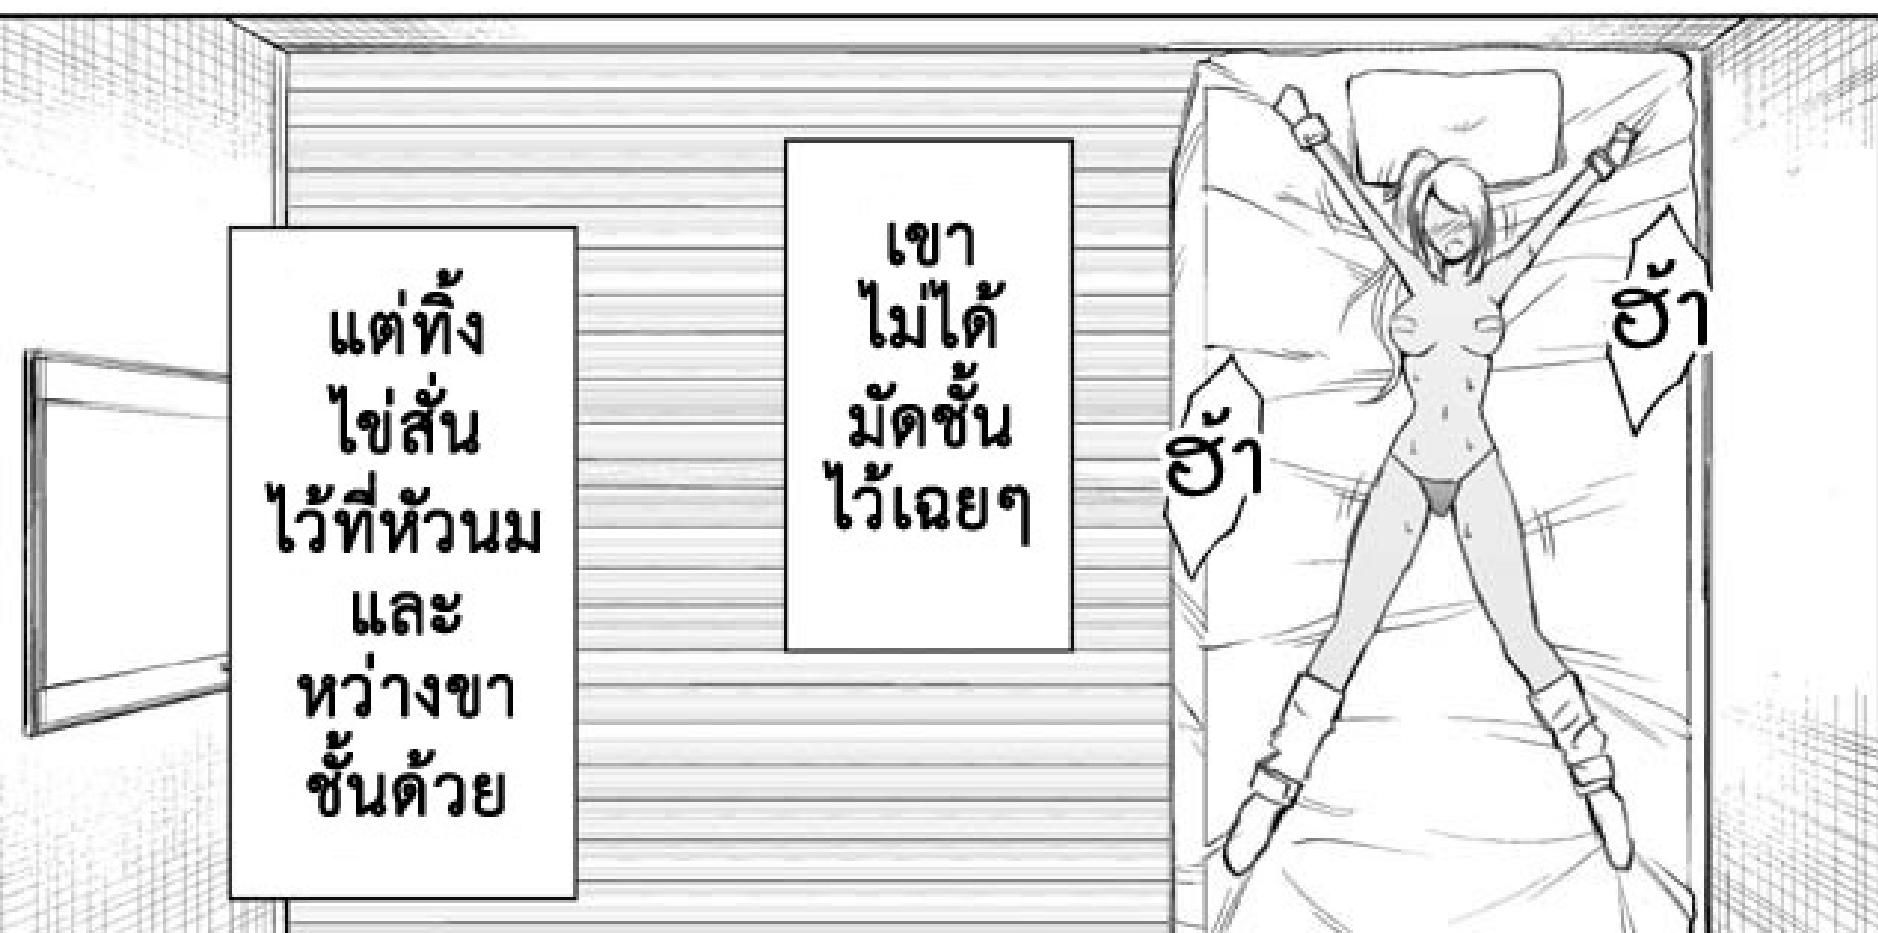 เขา
ไม่ได้
มัดชั้น
ไว้เฉยๆ
แต่ทิ้ง
ไข่สั่น
ไว้ที่หัวนม
และ
หว่างขา
ชั้นด้วย
ฮ้า
ฮ้า